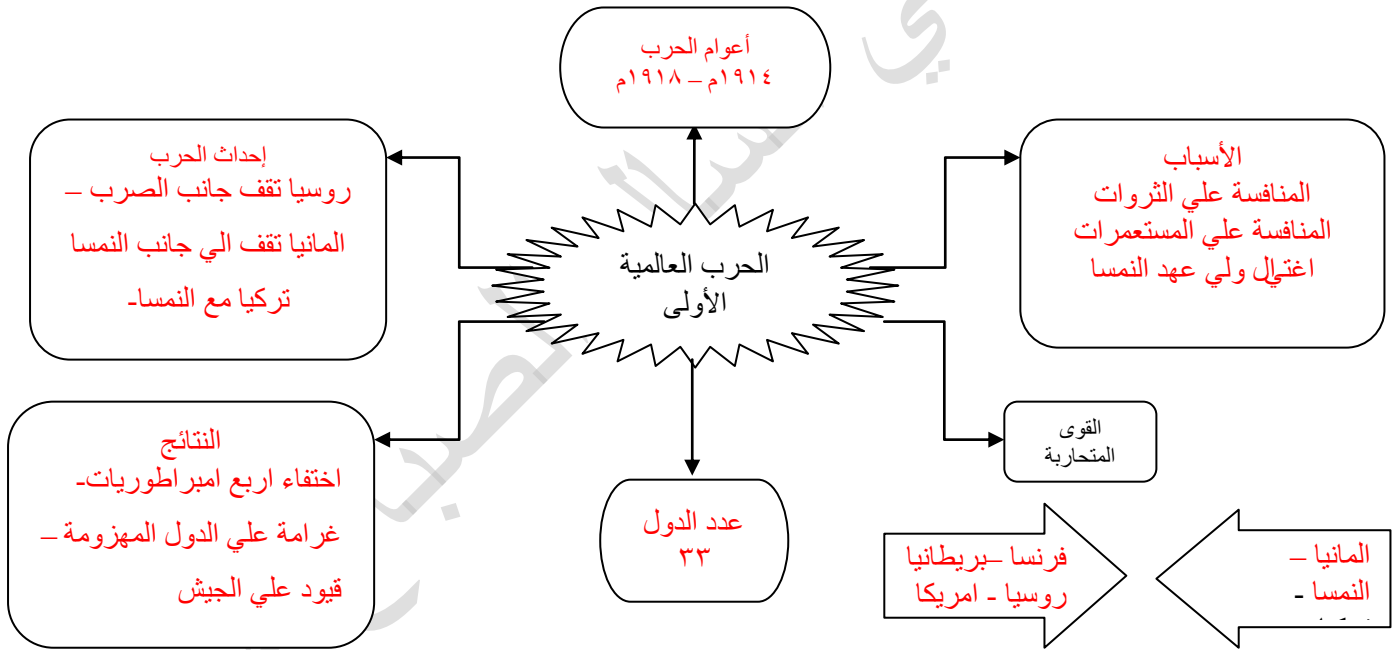 أعوام الحرب
١٩١٤م – ١٩١٨م
الأسباب
المنافسة علي الثروات
المنافسة علي المستعمرات
اغتيال ولي عهد النمسا
إحداث الحرب
روسيا تقف جانب الصرب –
المانيا تقف الي جانب النمسا
تركيا مع النمسا-
الحرب العالمية
الأولى
القوى
المتحاربة
النتائج
اختفاء اربع امبراطوريات-
غرامة علي الدول المهزومة –
قيود علي الجيش
عدد الدول
٣٣
المانيا –
النمسا -
فرنسا –بريطانيا
روسيا - امريكا